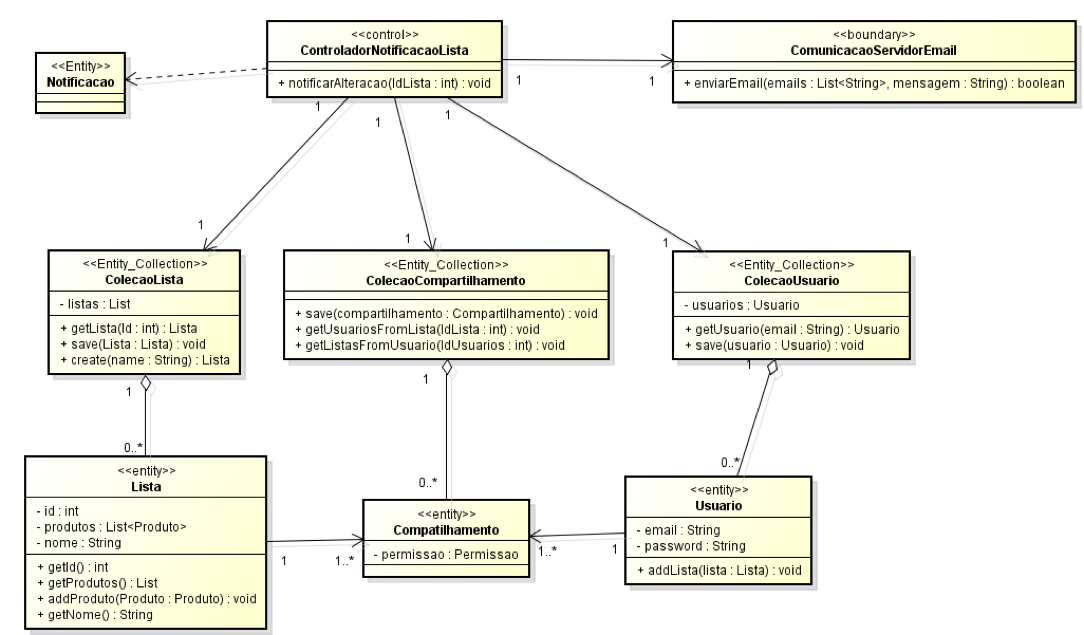 <<control>>
ControladorNotificacaoLista
+ notificarAlteracao(IdLista : int) : void
<<boundary>>
ComunicacaoServidorEmail
+ enviarEmail(emails : List<String>, mensagem : String) : boolean
<<Entity>>
Notificacao
1
1
1
1
1
1
1
1
<<Entity_Collection>>
ColecaoLista
- listas : List
+ getLista(Id : int) : Lista
+ save(Lista : Lista) : void
+ create(name : String) : Lista
<<Entity_Collection>>
ColecaoCompartilhamento
+ save(compartilhamento : Compartilhamento) : void
+ getUsuariosFromLista(IdLista : int) : void
+ getListasFromUsuario(IdUsuarios : int) : void
<<Entity_Collection>>
ColecaoUsuario
- usuarios : Usuario
+ getUsuario(email : String) : Usuario
+ save(usuario : Usuario) : void
1
1
1
0..*
0..*
0..*
<<entity>>
Lista
- id : int
- produtos : List<Produto>
- nome : String
+ getId() : int
+ getProdutos() : List
+ addProduto(Produto : Produto) : void
+ getNome() : String
1
1..*
<<entity>>
Compatilhamento
- permissao : Permissao
1..*
1
<<entity>>
Usuario
- email : String
- password : String
+ addLista(lista : Lista) : void